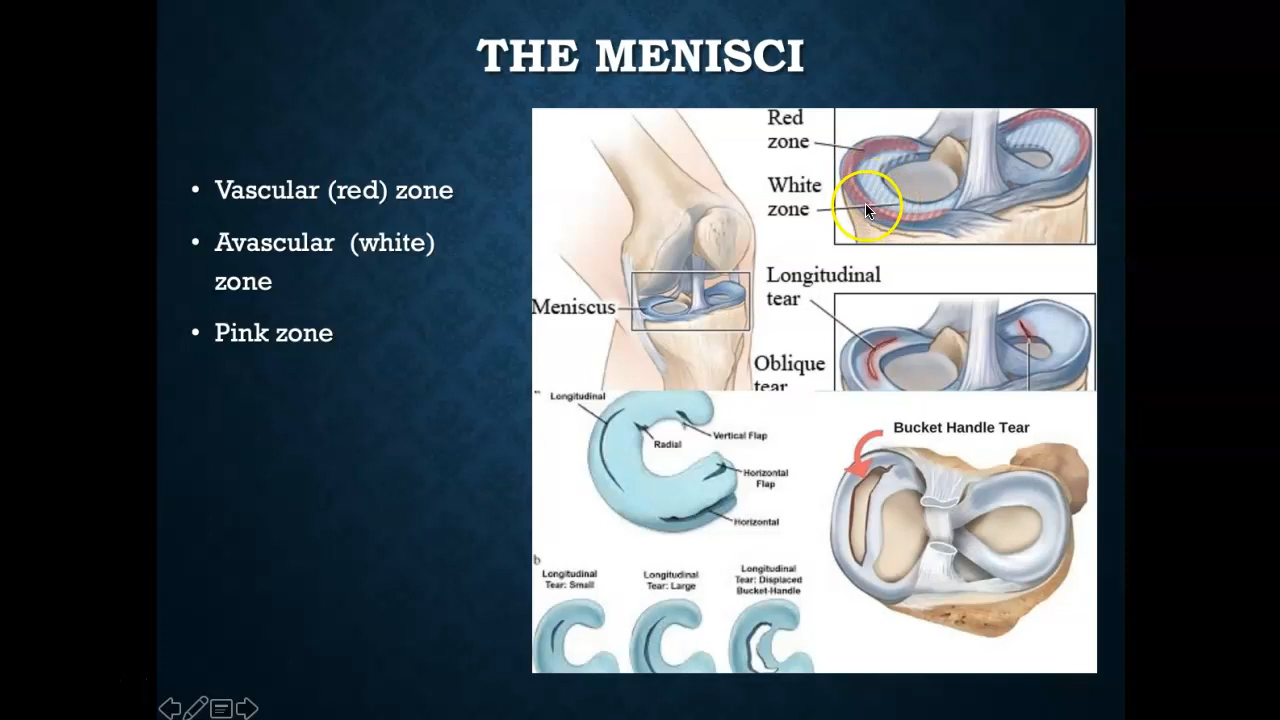 THE MENISCI
• Vascular (red) zone
• Avascular (white)
zone
• Pink zone
Red
zone
White
zone
Longitudinal
tear
Meniscus
Oblique
tear
Longitudinal
Radial
Vertical Flap
Horizontal
Flap
Horizontal
Bucket Handle Tear
b
Longitudinal
Tear: Small
Longitudinal
Tear: Large
Longitudinal
Tear: Displaced
Bucket-Handle